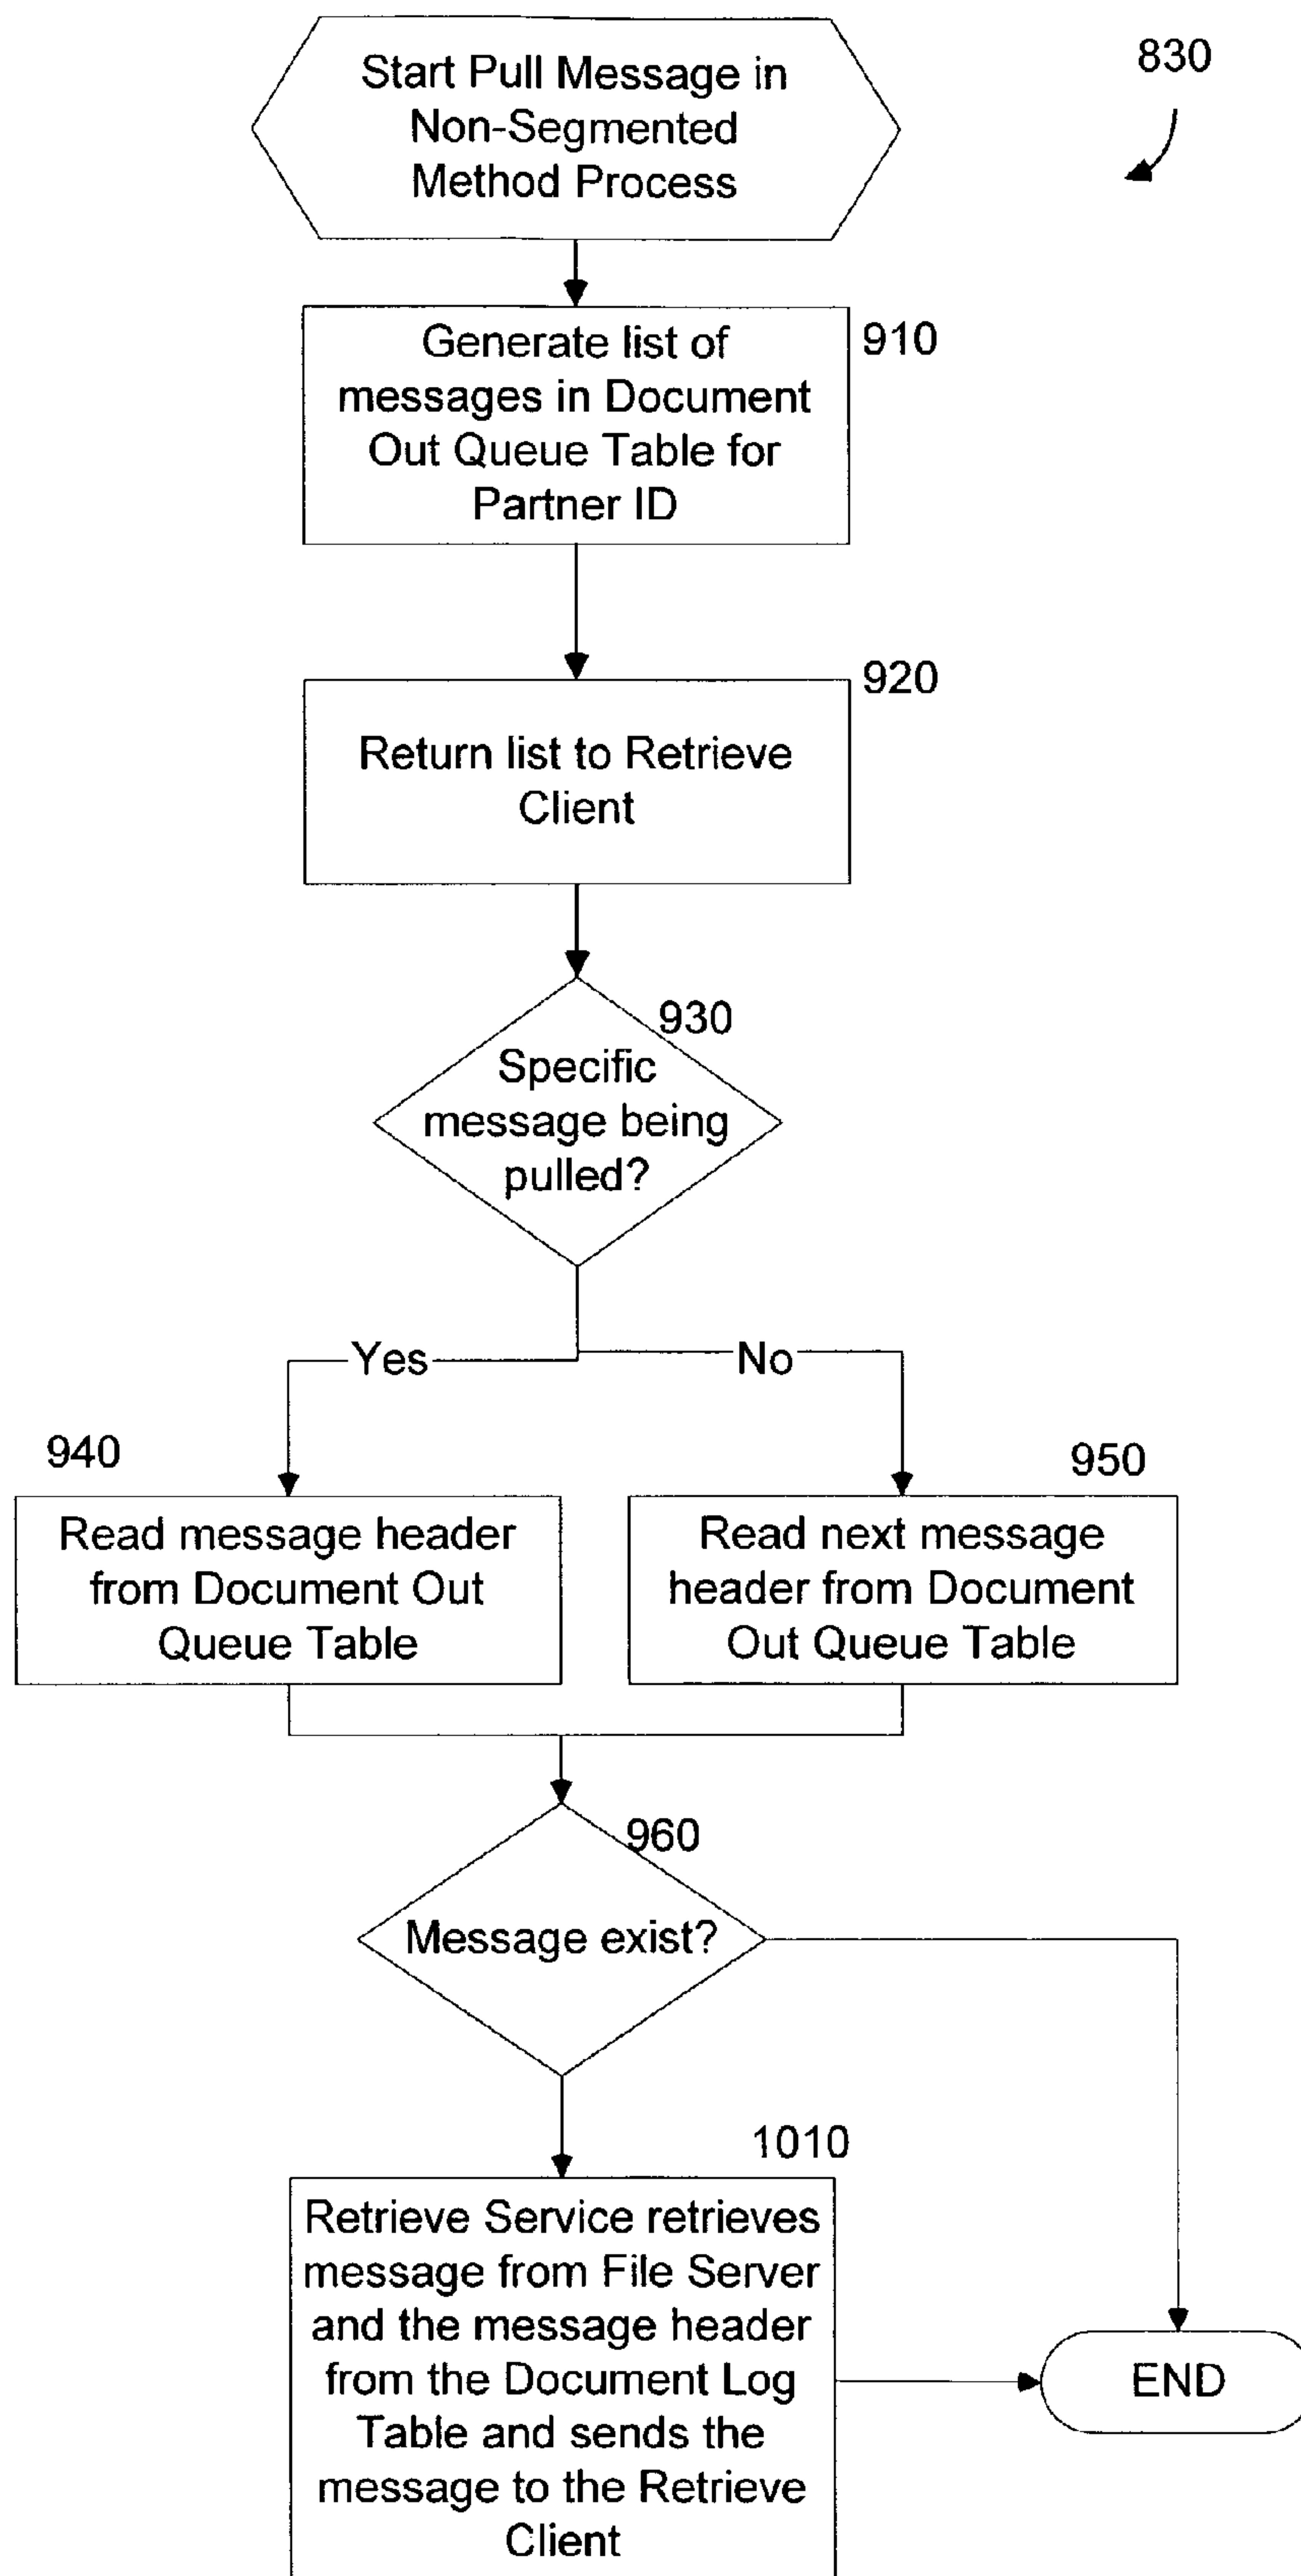 Start Pull Message in
Non-Segmented
Method Process
830
Generate list of
messages in Document
Out Queue Table for
Partner ID
910
Return list to Retrieve
Client
920
930
Specific
message being
pulled?
Yes
No
940
Read message header
from Document Out
Queue Table
950
Read next message
header from Document
Out Queue Table
960
Message exist?
1010
Retrieve Service retrieves
message from File Server
and the message header
from the Document Log
Table and sends the
message to the Retrieve
Client
END